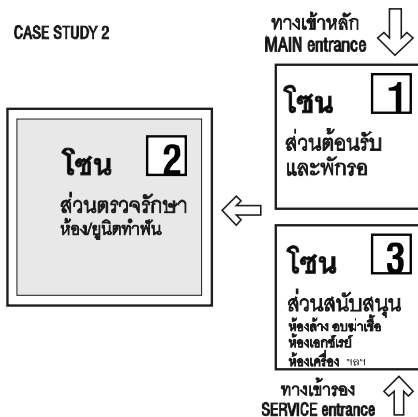 CASE STUDY 2
ทางเข้าหลัก
MAIN entrance
โซน 1
ส่วนต้อนรับ
และพักรอ
โซน 2
ส่วนตรวจรักษา
ห้อง/ยูนิตทำฟัน
โซน 3
ส่วนสนับสนุน
ห้องล้าง อบฆ่าเชื้อ
ห้องเอกซ์เรย์
ห้องเครื่อง ฯลฯ
ทางเข้ารอง
SERVICE entrance